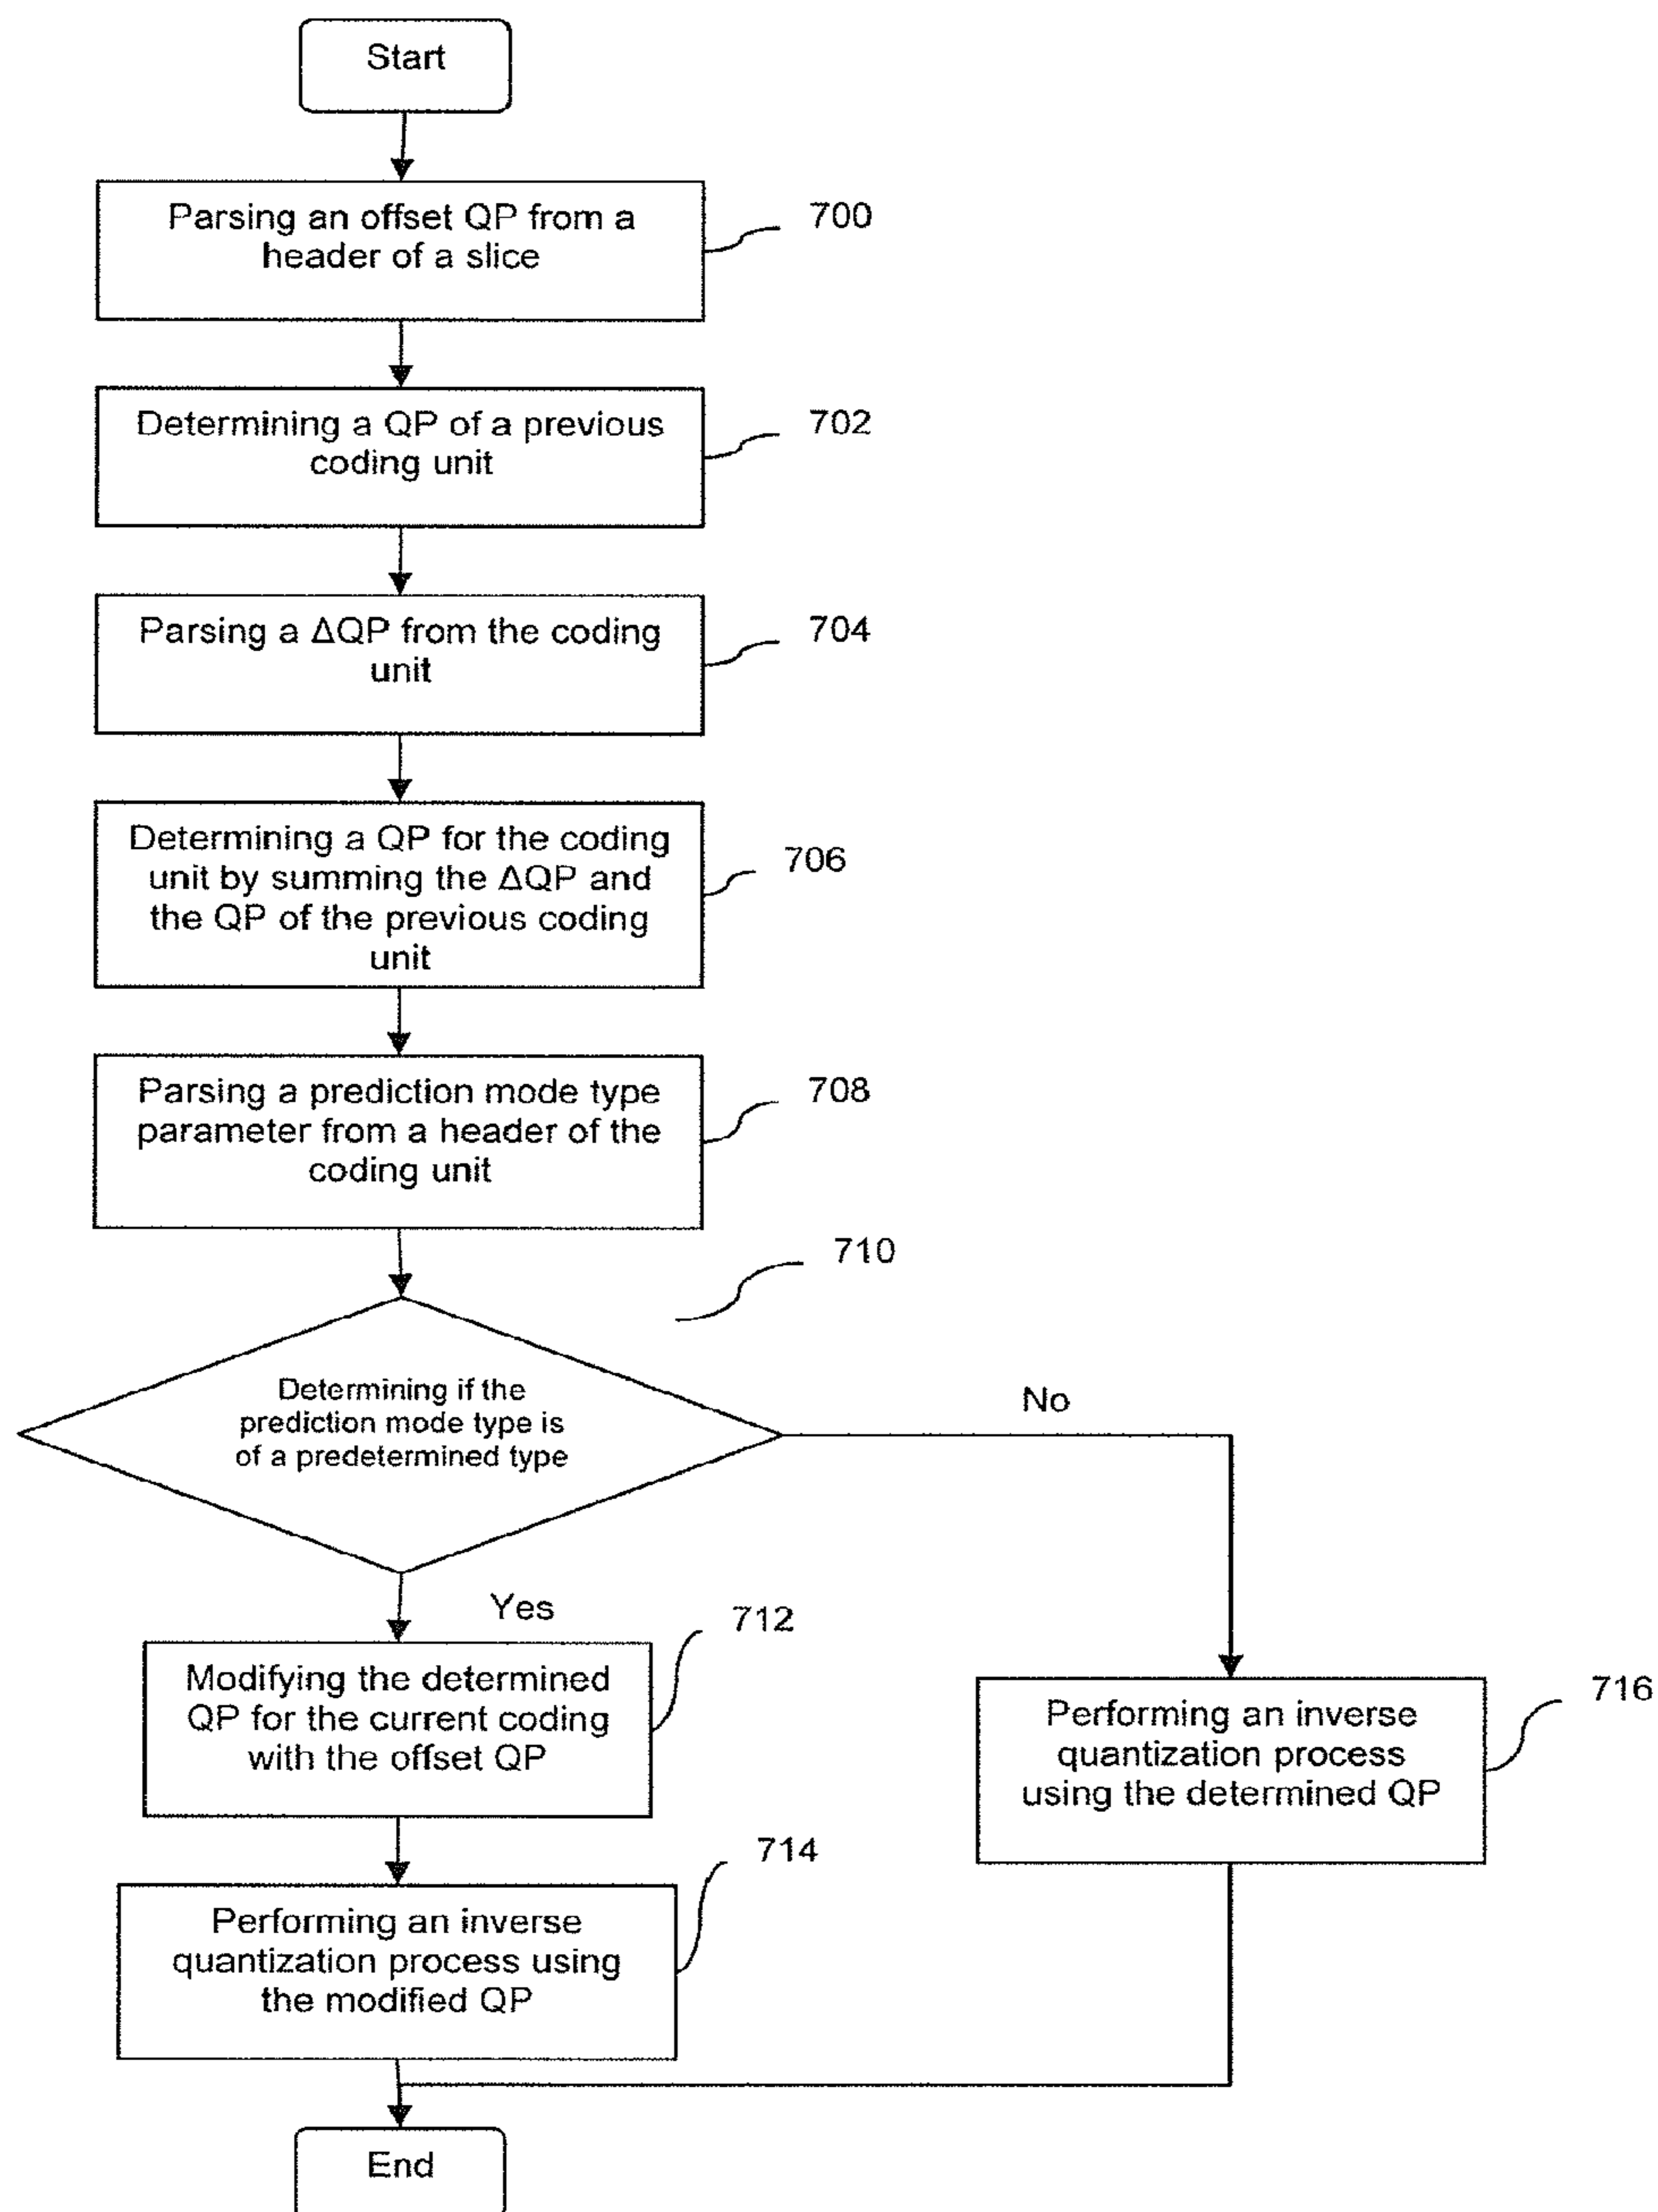 Start
Parsing an offset QP from a
header of a slice
700
Determining a QP of a previous
coding unit
702
Parsing a ΔQP from the coding
unit
704
Determining a QP for the coding
unit by summing the ΔQP and
the QP of the previous coding
unit
706
Parsing a prediction mode type
parameter from a header of the
coding unit
708
710
Determining if the
prediction mode type is
of a predetermined type
No
Yes
712
Modifying the determined
QP for the current coding
with the offset QP
716
Performing an inverse
quantization process
using the determined QP
714
Performing an inverse
quantization process using
the modified QP
End